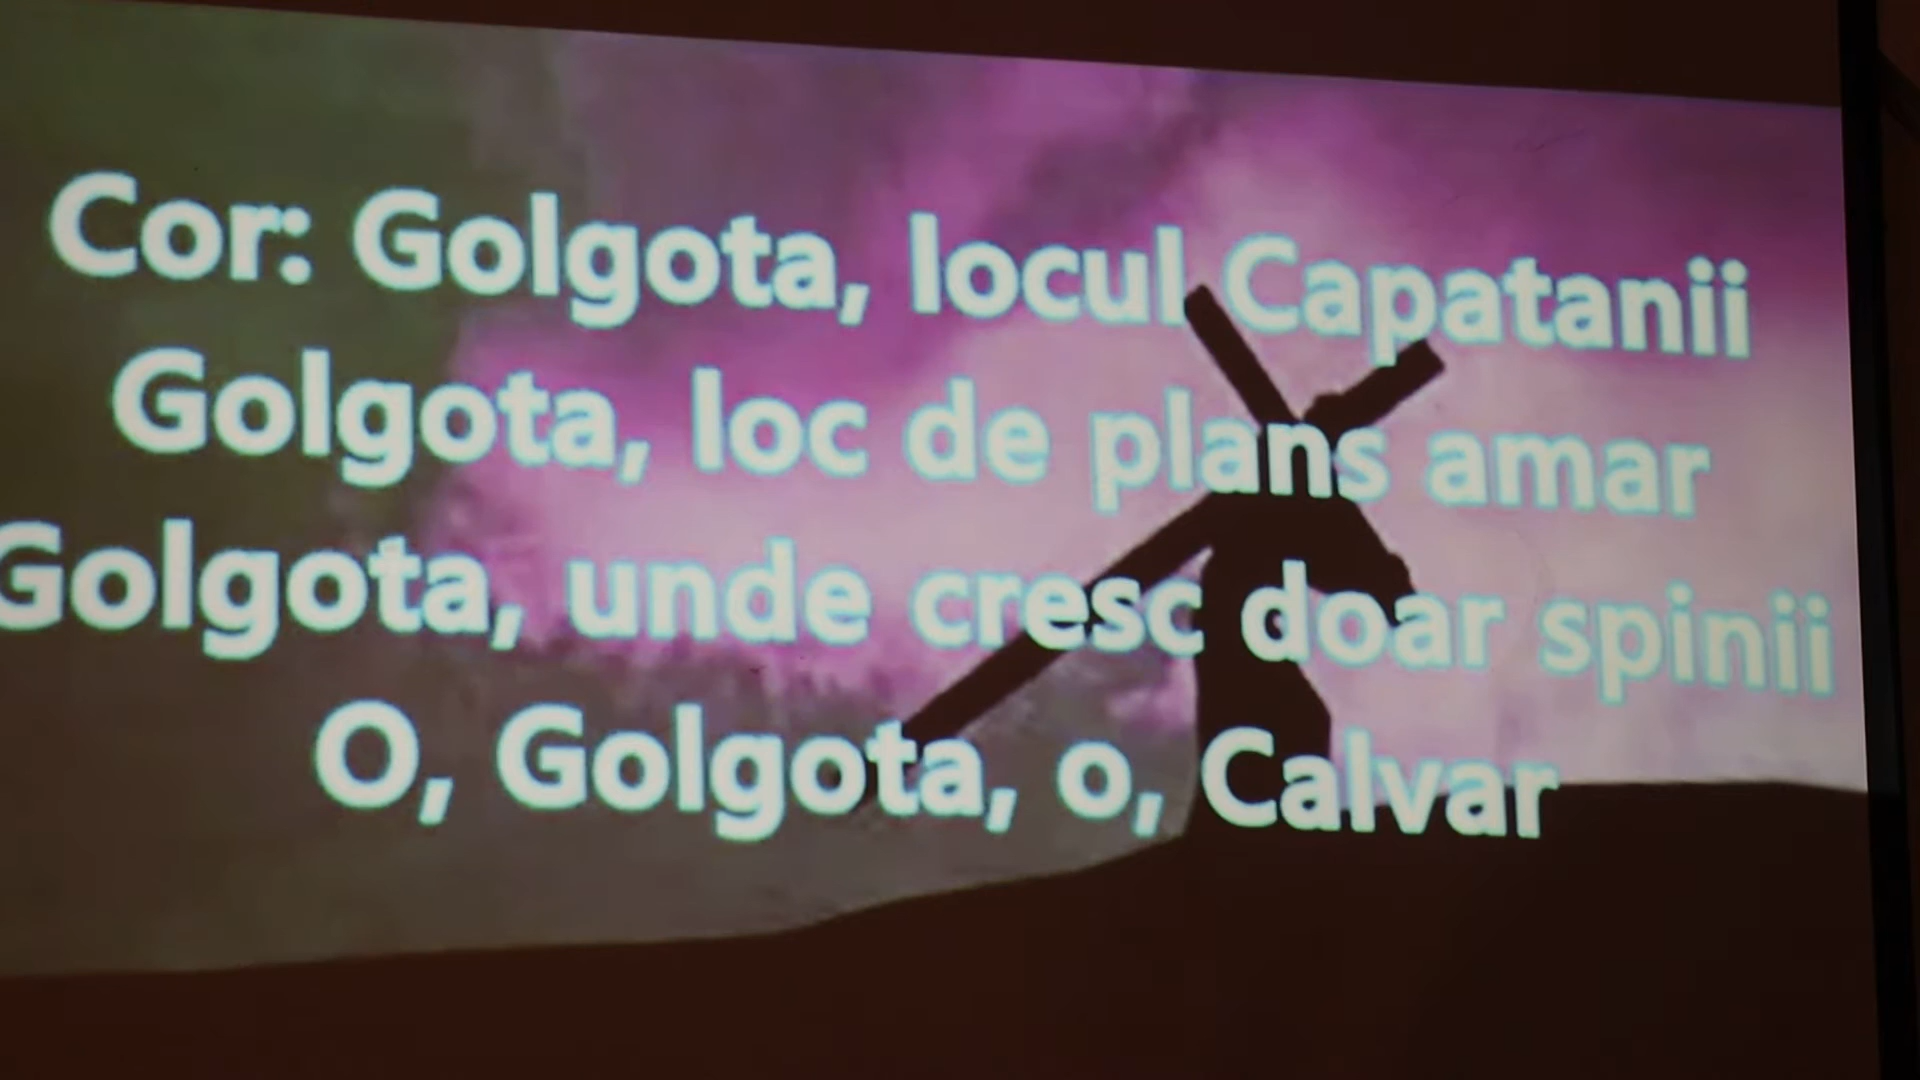 Cor: Golgota, locul Capatanii
Golgota, loc de plans amar
Golgota, unde cresc doar spinii
O, Golgota, o, Calvar